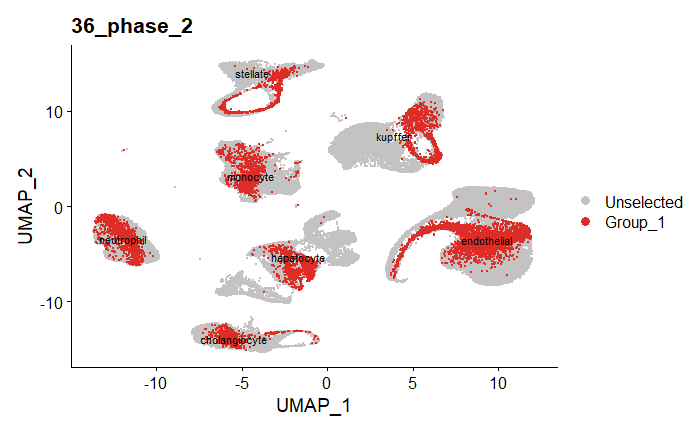 36_phase_2
stellate
10
kupffer
monocyte
Unselected
UMAP_2
0
Group_1
neutrophil
endothelial
hepatocyte
-10
cholangiocyte
-10
-5
0
5
10
UMAP_1